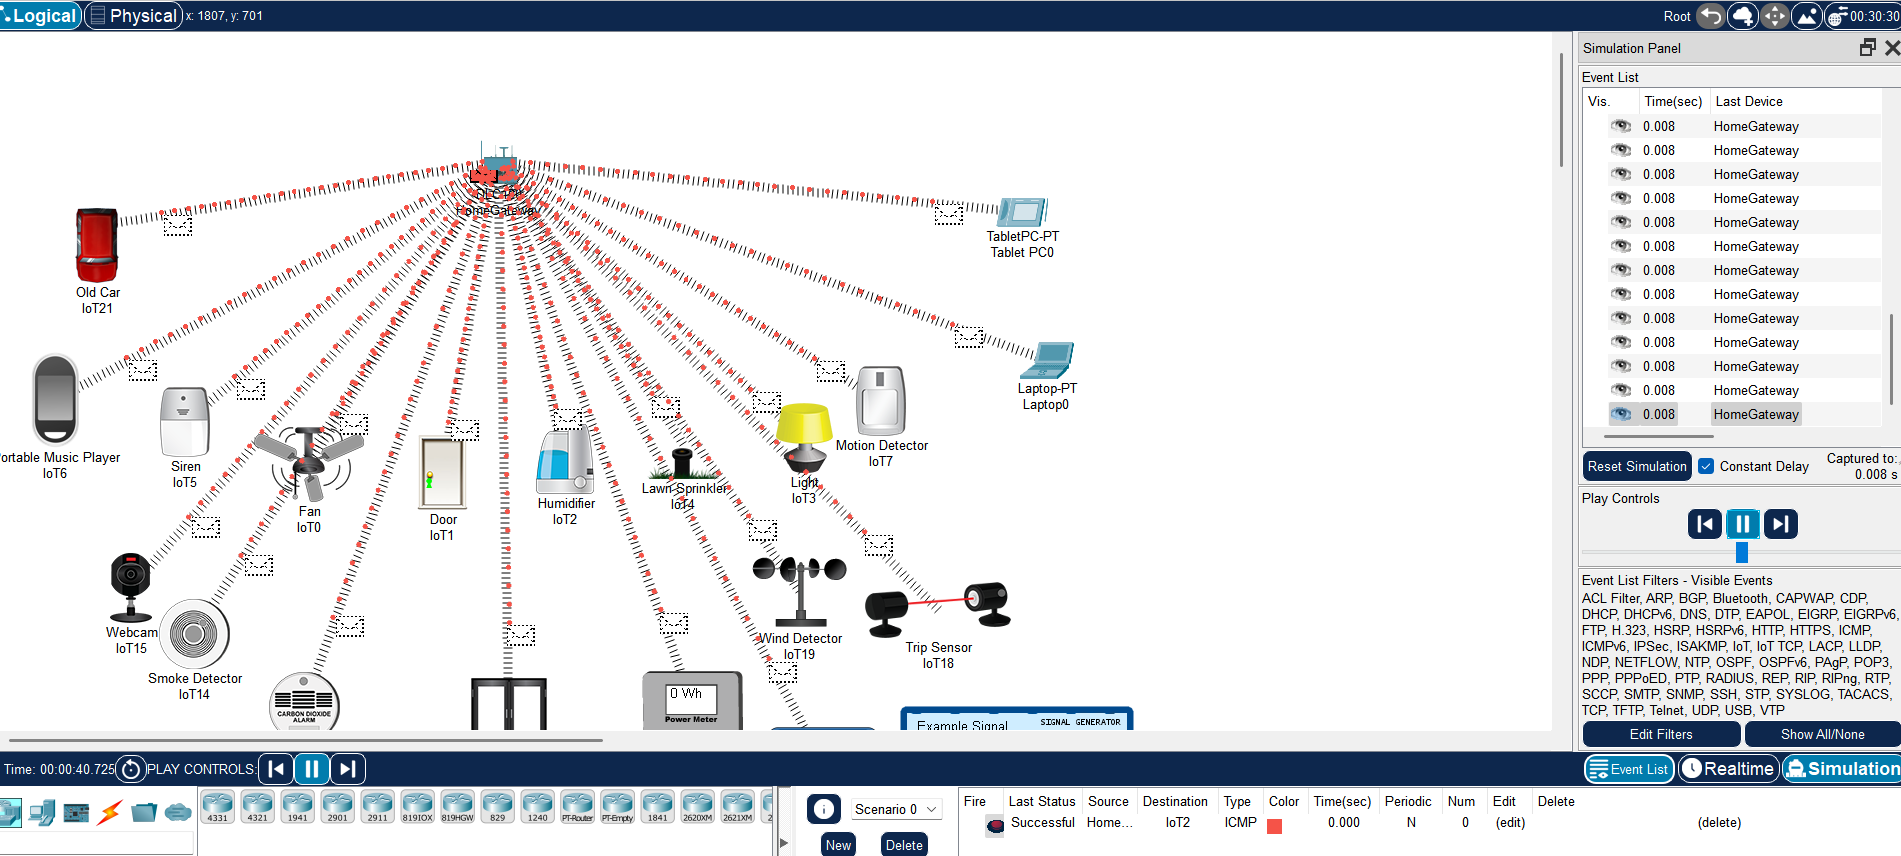 Logical
Physical
x: 1807, y: 701
Root
00:30:30
Simulation Panel
Event List
Vis. Time(sec) Last Device
0.008 HomeGateway
0.008 HomeGateway
0.008 HomeGateway
0.008 HomeGateway
0.008 HomeGateway
0.008 HomeGateway
0.008 HomeGateway
0.008 HomeGateway
0.008 HomeGateway
0.008 HomeGateway
0.008 HomeGateway
0.008 HomeGateway
0.008 HomeGateway
Reset Simulation
Constant Delay
Captured to:
0.008 s
Play Controls
Event List Filters - Visible Events
ACL Filter, ARP, BGP, Bluetooth, CAPWAP, CDP,
DHCP, DHCPv6, DNS, DTP, EAPOL, EIGRP, EIGRPv6,
FTP, H.323, HSRP, HSRPv6, HTTP, HTTPS, ICMP,
ICMPv6, IPSec, ISAKMP, IoT, IoT TCP, LACP, LLDP,
NDP, NETFLOW, NTP, OSPF, OSPFv6, PAgP, POP3,
PPP, PPPoED, PTP, RADIUS, REP, RIP, RIPng, RTP,
SCCP, SMTP, SNMP, SSH, STP, SYSLOG, TACACS,
TCP, TFTP, Telnet, UDP, USB, VTP
Edit Filters
Show All/None
HomeGateway
Old Car
IoT21
TabletPC-PT
Tablet PC0
Laptop-PT
Laptop0
ortable Music Player
IoT6
Siren
IoT5
Fan
IoT0
Door
IoT1
Humidifier
IoT2
Lawn Sprinkler
IoT4
Light
IoT3
Motion Detector
IoT7
Webcam
IoT15
Smoke Detector
IoT14
Wind Detector
IoT19
Trip Sensor
IoT18
CARBON DIOXIDE
ALARM
0 Wh
Power Meter
Example Signal
SIGNAL GENERATOR
Time: 00:00:40.725
PLAY CONTROLS:
Event List
Realtime
Simulation
4331
4321
1941
2901
2911
819IOX
819HGW
829
1240
PT-Router
PT-Empty
1841
2620XM
2621XM
2
Scenario 0
New
Delete
Fire Last Status Source Destination Type Color Time(sec) Periodic Num Edit Delete
Successful Home... IoT2 ICMP 0.000 N 0 (edit) (delete)